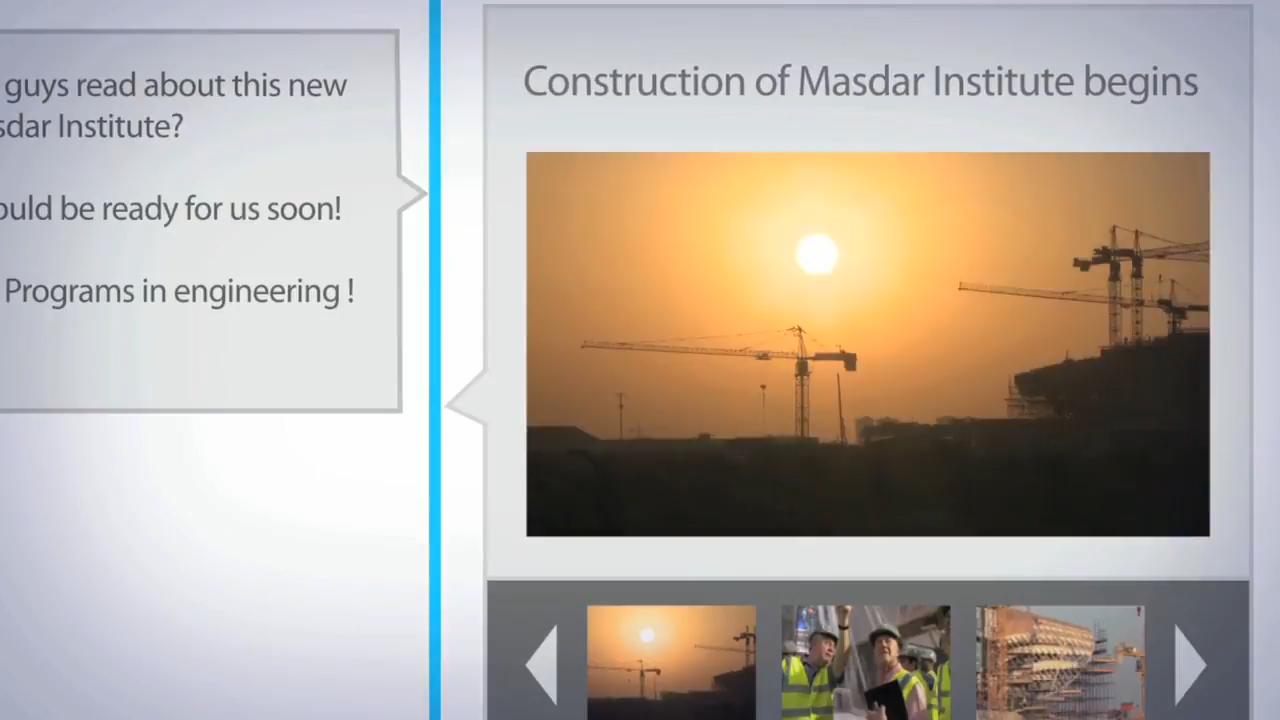 guys read about this new
sdar Institute?
ould be ready for us soon!
Programs in engineering !
Construction of Masdar Institute begins